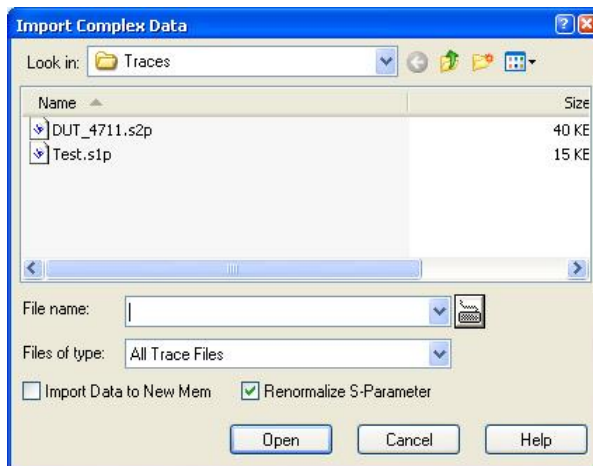 Import Complex Data
Look in: Traces
Name Size
DUT_4711.s2p 40 KE
Test.s1p 15 KE
File name:
Files of type: All Trace Files
Import Data to New Mem Renormalize S-Parameter
Open Cancel Help